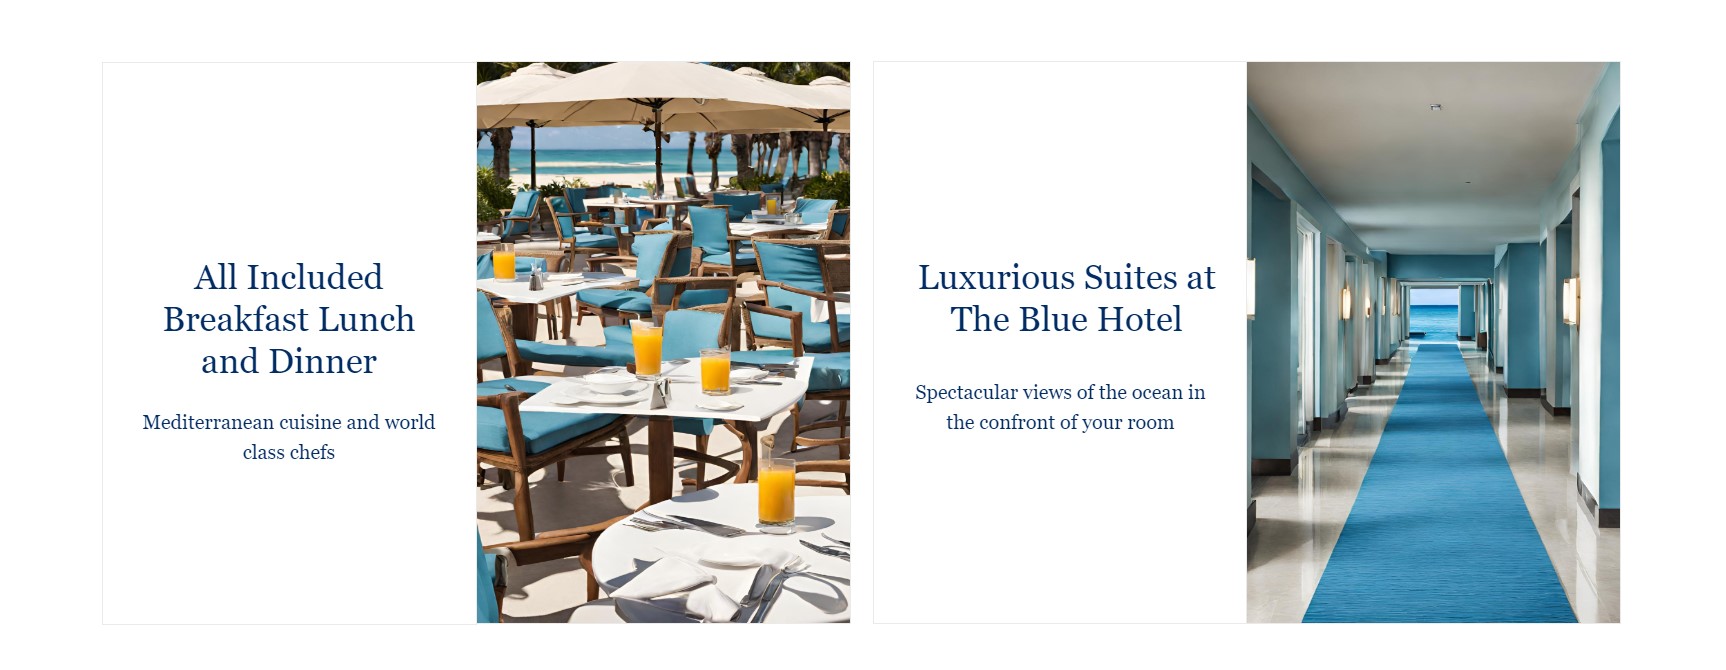 All Included
Breakfast Lunch
and Dinner
Mediterranean cuisine and world
class chefs
Luxurious Suites at
The Blue Hotel
Spectacular views of the ocean in
the confront of your room